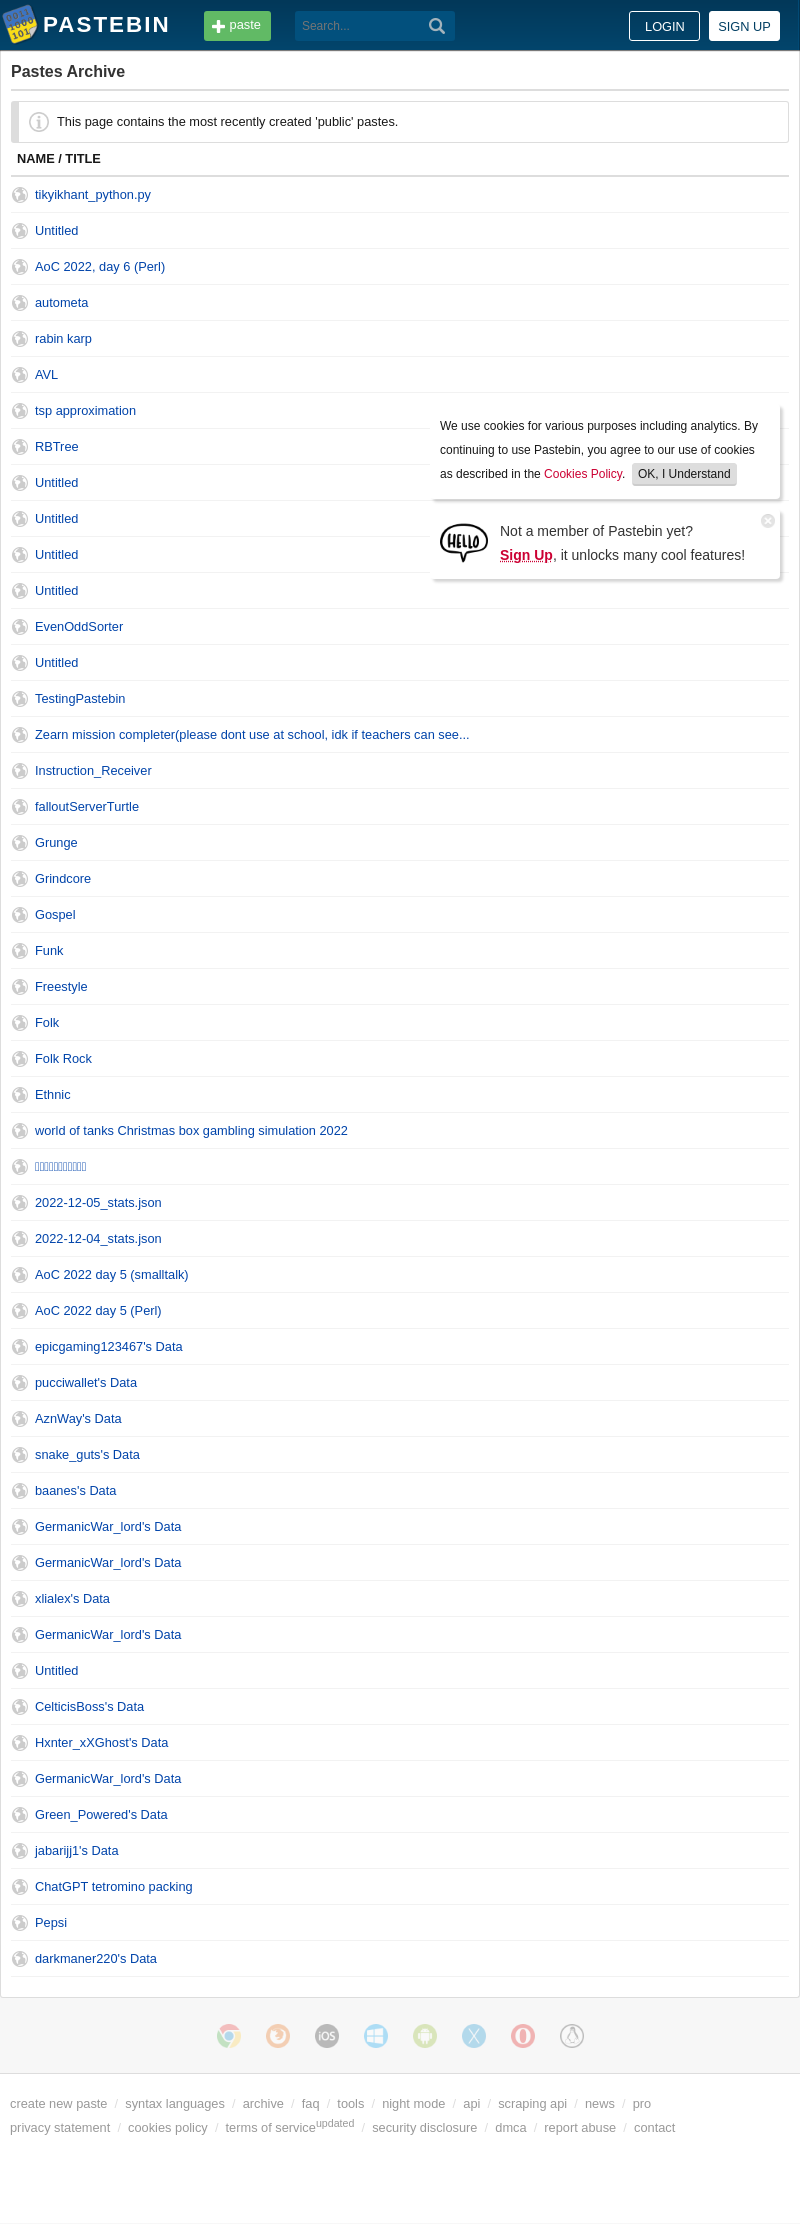 PASTEBIN
paste
Search...
LOGIN
SIGN UP
Pastes Archive
This page contains the most recently created 'public' pastes.
NAME / TITLE
tikyikhant_python.py
Untitled
AoC 2022, day 6 (Perl)
autometa
rabin karp
AVL
tsp approximation
RBTree
Untitled
Untitled
Untitled
Untitled
EvenOddSorter
Untitled
TestingPastebin
Zearn mission completer(please dont use at school, idk if teachers can see...
Instruction_Receiver
falloutServerTurtle
Grunge
Grindcore
Gospel
Funk
Freestyle
Folk
Folk Rock
Ethnic
world of tanks Christmas box gambling simulation 2022
2022-12-05_stats.json
2022-12-04_stats.json
AoC 2022 day 5 (smalltalk)
AoC 2022 day 5 (Perl)
epicgaming123467's Data
pucciwallet's Data
AznWay's Data
snake_guts's Data
baanes's Data
GermanicWar_lord's Data
GermanicWar_lord's Data
xlialex's Data
GermanicWar_lord's Data
Untitled
CelticisBoss's Data
Hxnter_xXGhost's Data
GermanicWar_lord's Data
Green_Powered's Data
jabarijj1's Data
ChatGPT tetromino packing
Pepsi
darkmaner220's Data
We use cookies for various purposes including analytics. By
continuing to use Pastebin, you agree to our use of cookies
as described in the Cookies Policy. OK, I Understand
HELLO
Not a member of Pastebin yet?
Sign Up, it unlocks many cool features!
iOS
create new paste / syntax languages / archive / faq / tools / night mode / api / scraping api / news / pro
privacy statement / cookies policy / terms of service updated / security disclosure / dmca / report abuse / contact